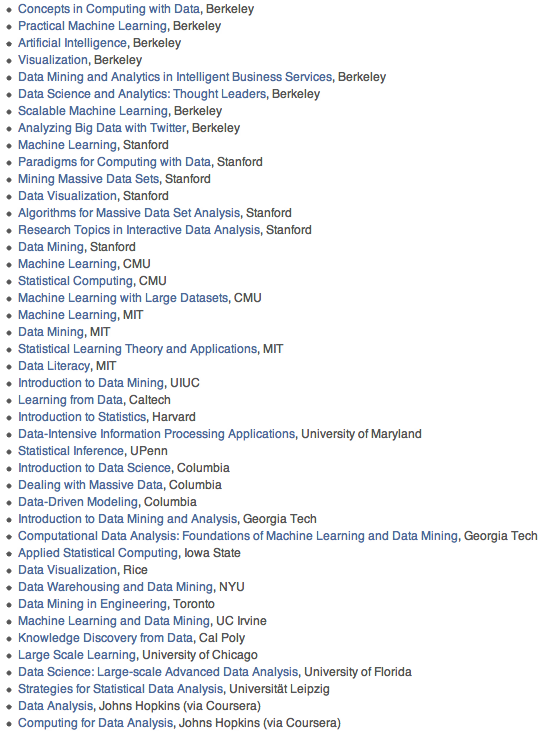 Concepts in Computing with Data, Berkeley
Practical Machine Learning, Berkeley
Artificial Intelligence, Berkeley
Visualization, Berkeley
Data Mining and Analytics in Intelligent Business Services, Berkeley
Data Science and Analytics: Thought Leaders, Berkeley
Scalable Machine Learning, Berkeley
Analyzing Big Data with Twitter, Berkeley
Machine Learning, Stanford
Paradigms for Computing with Data, Stanford
Mining Massive Data Sets, Stanford
Data Visualization, Stanford
Algorithms for Massive Data Set Analysis, Stanford
Research Topics in Interactive Data Analysis, Stanford
Data Mining, Stanford
Machine Learning, CMU
Statistical Computing, CMU
Machine Learning with Large Datasets, CMU
Machine Learning, MIT
Data Mining, MIT
Statistical Learning Theory and Applications, MIT
Data Literacy, MIT
Introduction to Data Mining, UIUC
Learning from Data, Caltech
Introduction to Statistics, Harvard
Data-Intensive Information Processing Applications, University of Maryland
Statistical Inference, UPenn
Introduction to Data Science, Columbia
Dealing with Massive Data, Columbia
Data-Driven Modeling, Columbia
Introduction to Data Mining and Analysis, Georgia Tech
Computational Data Analysis: Foundations of Machine Learning and Data Mining, Georgia Tech
Applied Statistical Computing, Iowa State
Data Visualization, Rice
Data Warehousing and Data Mining, NYU
Data Mining in Engineering, Toronto
Machine Learning and Data Mining, UC Irvine
Knowledge Discovery from Data, Cal Poly
Large Scale Learning, University of Chicago
Data Science: Large-scale Advanced Data Analysis, University of Florida
Strategies for Statistical Data Analysis, Universität Leipzig
Data Analysis, Johns Hopkins (via Coursera)
Computing for Data Analysis, Johns Hopkins (via Coursera)